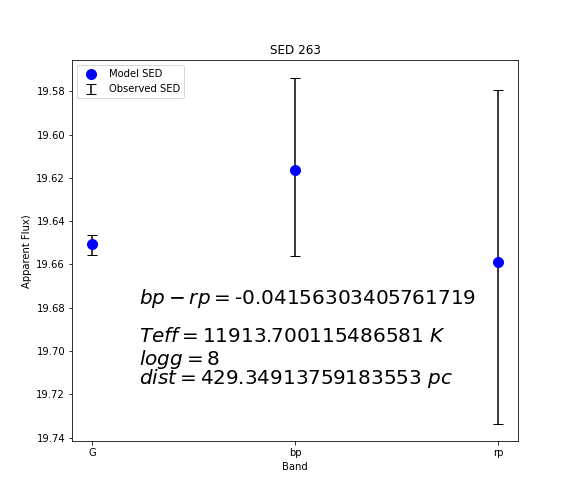 SED 263
Model SED
Observed SED
19.58
19.60
19.62
19.64
19.66
19.68
19.70
19.72
19.74
Apparent Flux)
bp − rp = -0.04156303405761719
Teff = 11913.700115486581 K
logg = 8
dist = 429.34913759183553 pc
G bp rp
Band